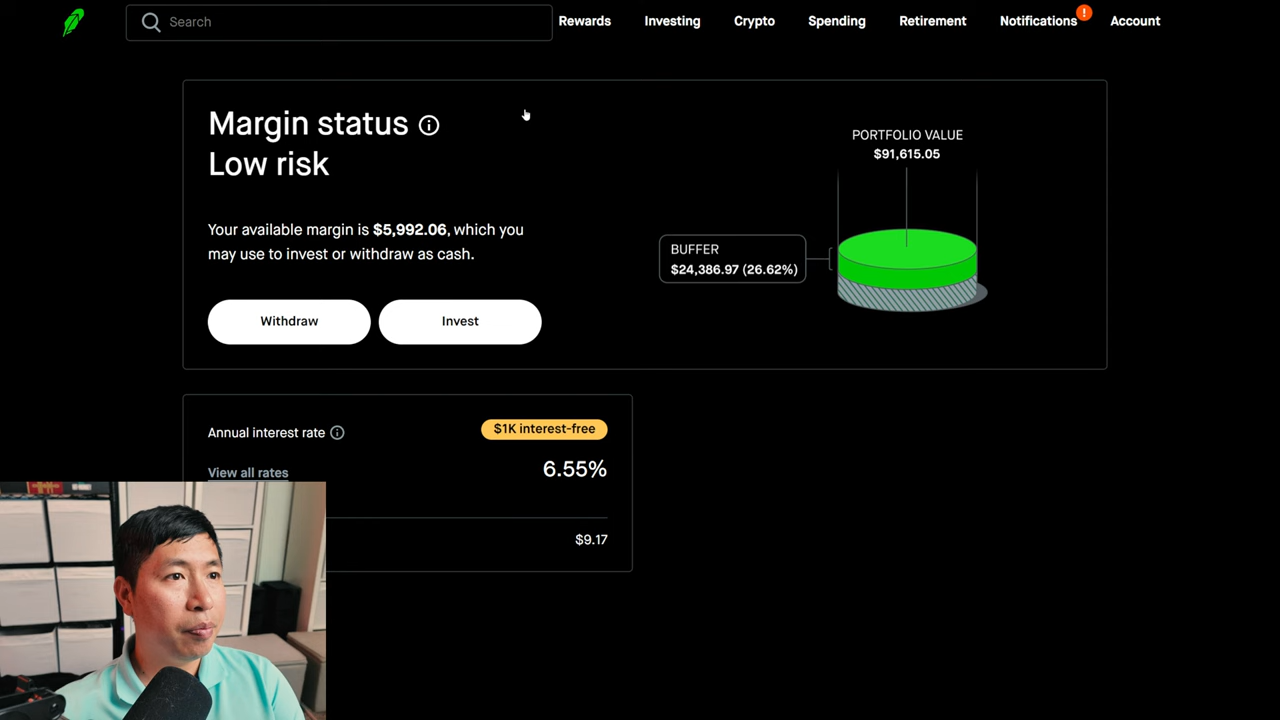 Search
Rewards
Investing
Crypto
Spending
Retirement
Notifications
!
Account
Margin status
Low risk
Your available margin is $5,992.06, which you
may use to invest or withdraw as cash.
Withdraw
Invest
PORTFOLIO VALUE
$91,615.05
BUFFER
$24,386.97 (26.62%)
Annual interest rate
$1K interest-free
View all rates
6.55%
$9.17